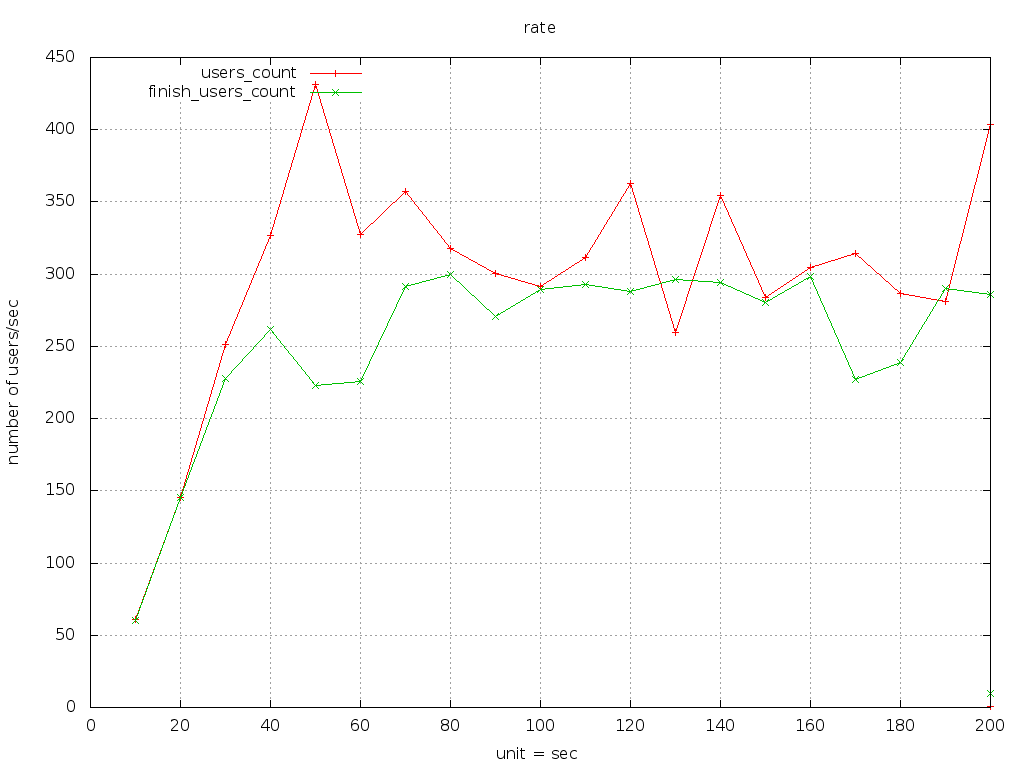 rate
users_count
finish_users_count
450
400
350
300
250
200
150
100
50
0
number of users/sec
0 20 40 60 80 100 120 140 160 180 200
unit = sec